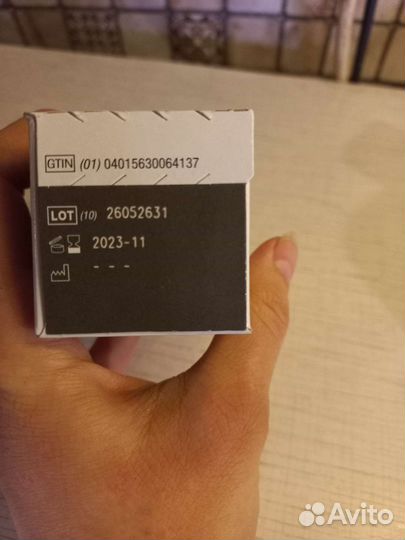 GTIN (01) 04015630064137
LOT (10) 26052631
2023-11
- - -
Avito